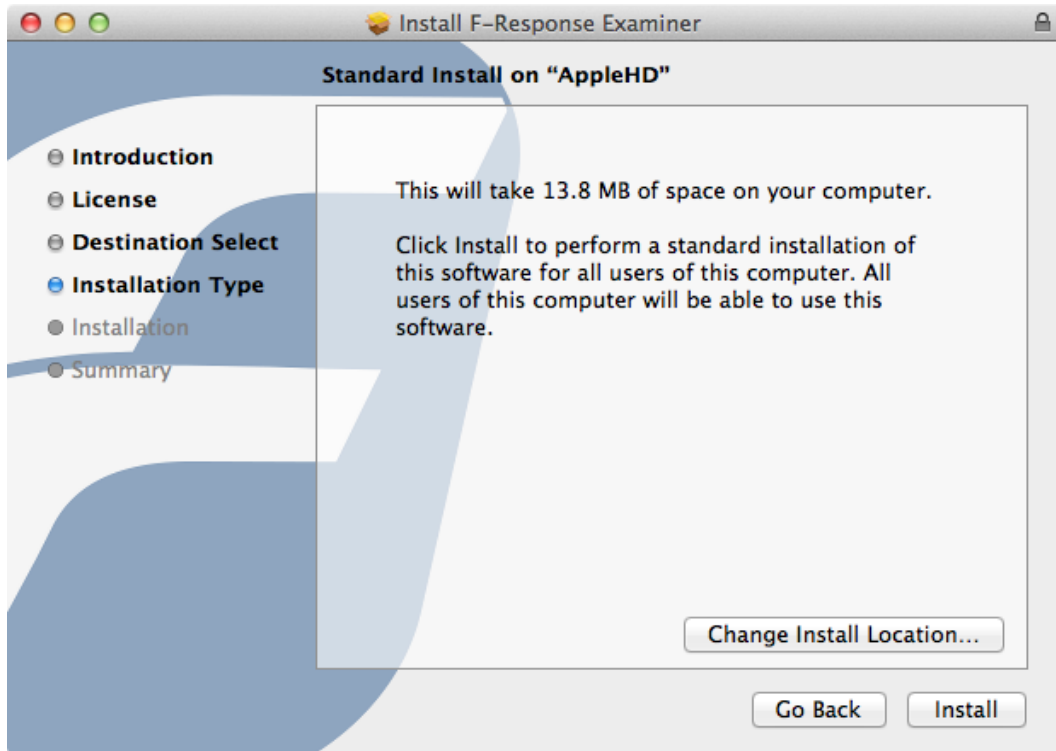 Install F-Response Examiner
Standard Install on “AppleHD”
Introduction
License
Destination Select
Installation Type
Installation
Summary
This will take 13.8 MB of space on your computer.
Click Install to perform a standard installation of
this software for all users of this computer. All
users of this computer will be able to use this
software.
Change Install Location...
Go Back
Install